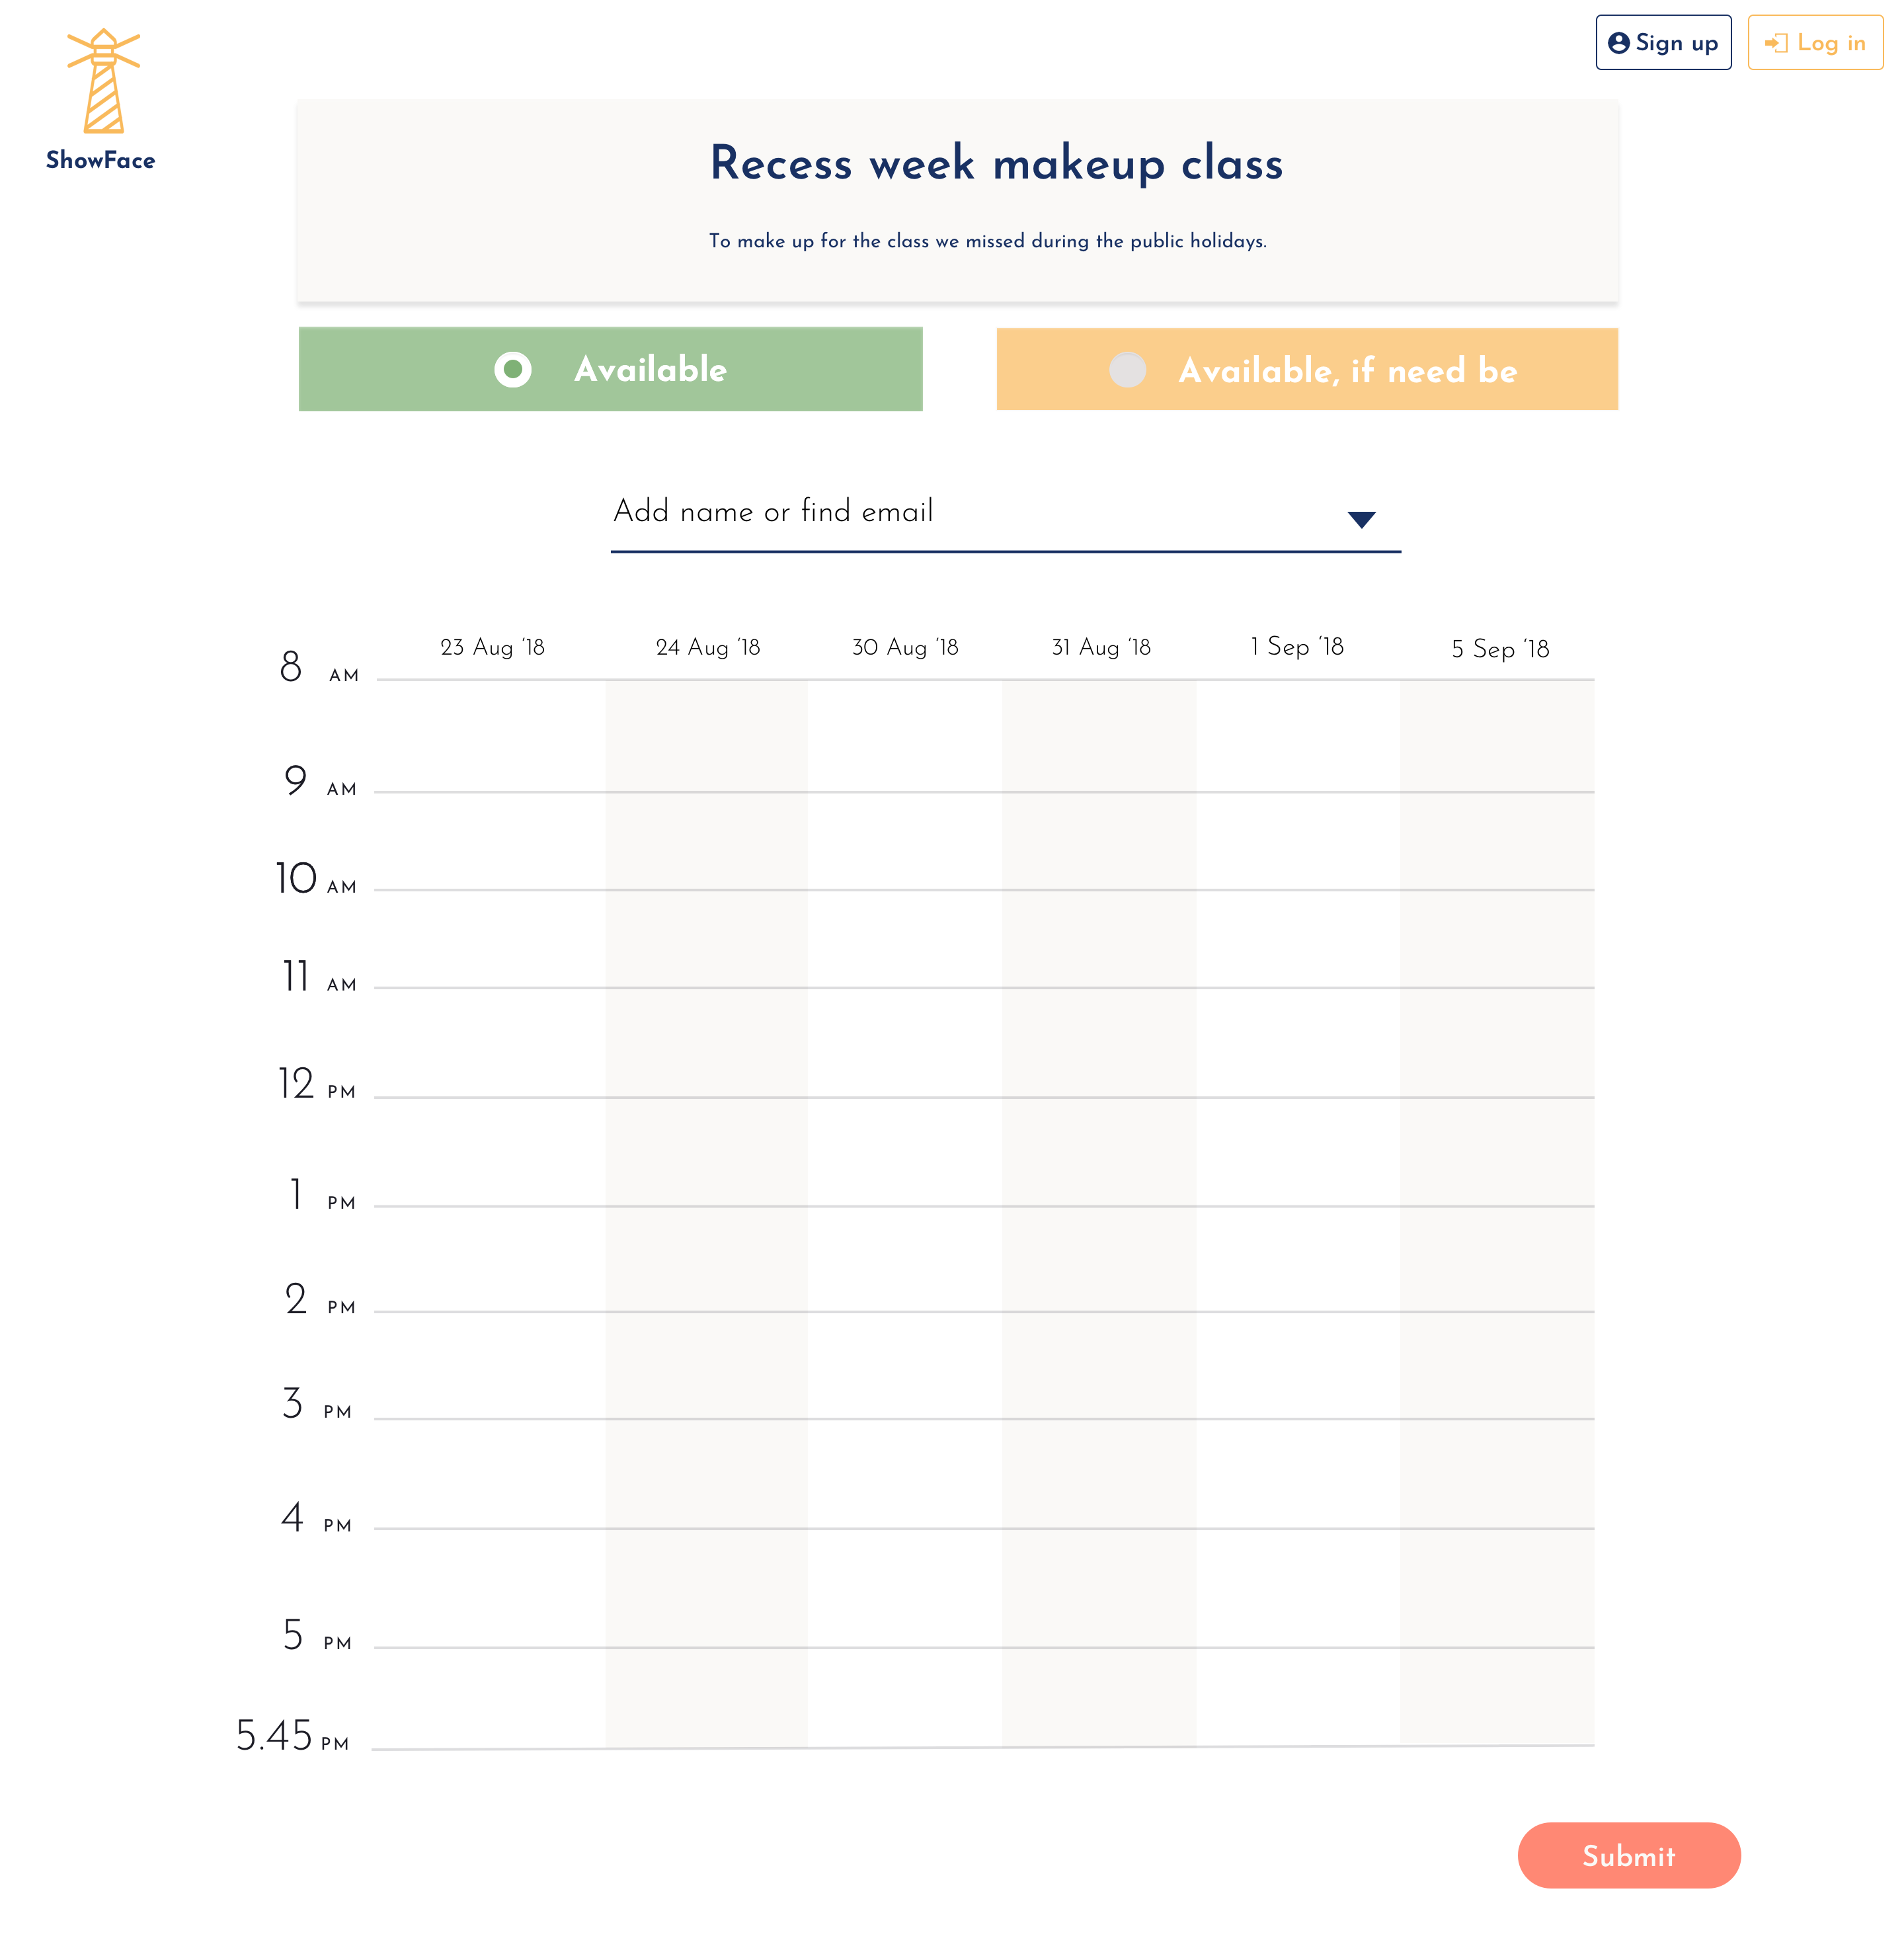 Sign up
Log in
ShowFace
Recess week makeup class
To make up for the class we missed during the public holidays.
Available
Available, if need be
Add name or find email
23 Aug ‘18 24 Aug ‘18 30 Aug ‘18 31 Aug ‘18 1 Sep ‘18 5 Sep ‘18
8 AM
9 AM
10 AM
11 AM
12 PM
1 PM
2 PM
3 PM
4 PM
5 PM
5.45 PM
Submit